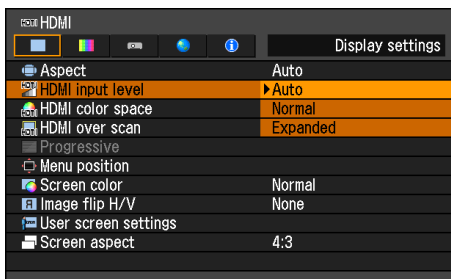 HDMI HDMI
Display settings
Aspect Auto
HDMI input level Auto
HDMI color space Normal
HDMI over scan Expanded
Progressive
Menu position
Screen color Normal
Image flip H/V None
User screen settings
Screen aspect 4:3